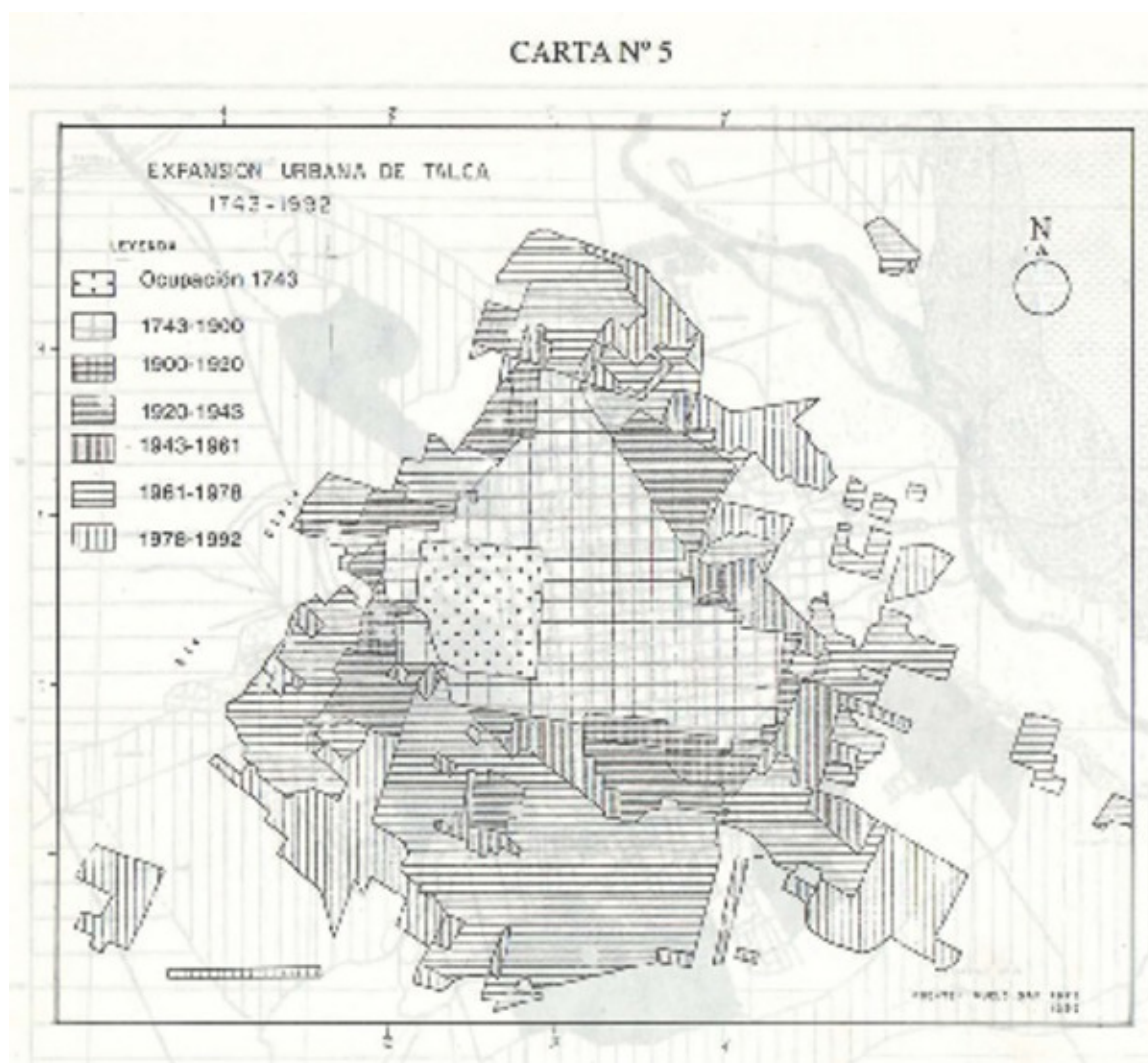 CARTA Nº 5
EXPANSION URBANA DE TALCA
1743-1992
LEYENDA
Ocupación 1743
1743-1900
1900-1920
1920-1943
1943-1961
1961-1978
1978-1992
N